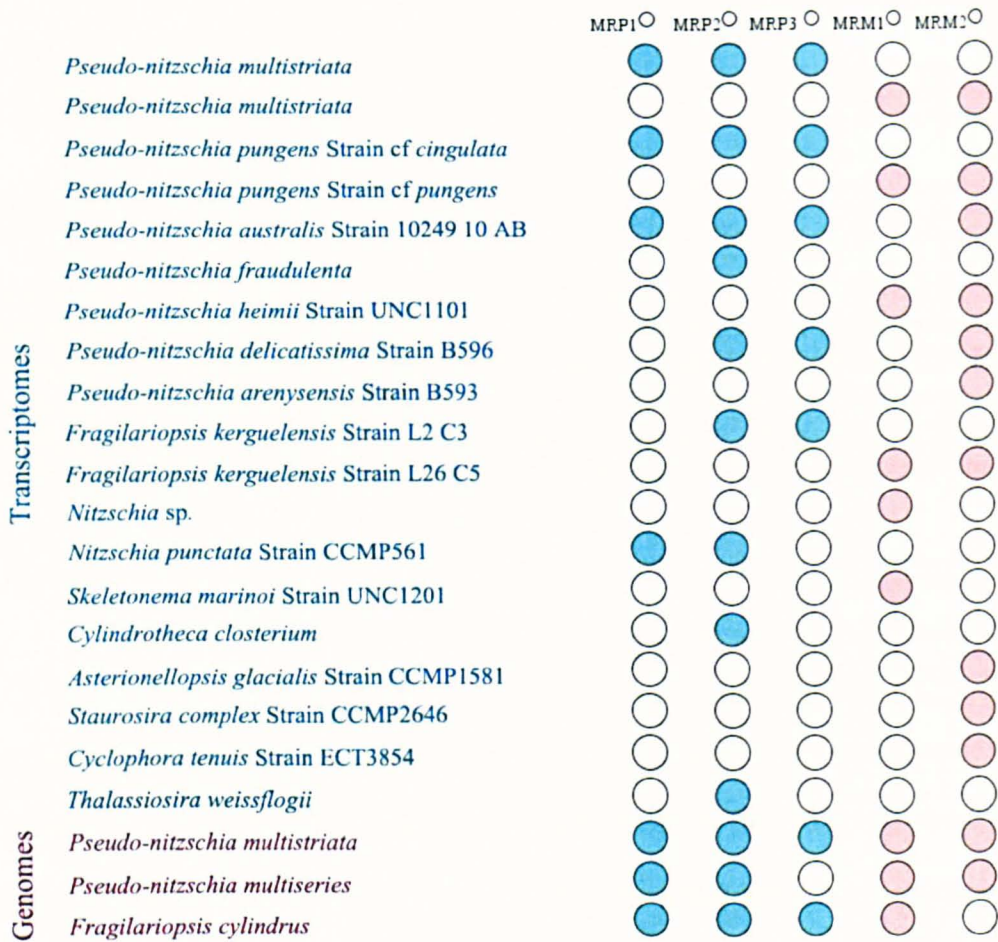 MRP1 MRP2 MRP3 MRM1 MRM2
Pseudo-nitzschia multistriata
Pseudo-nitzschia multistriata
Pseudo-nitzschia pungens Strain cf cingulata
Pseudo-nitzschia pungens Strain cf pungens
Pseudo-nitzschia australis Strain 10249 10 AB
Pseudo-nitzschia fraudulenta
Pseudo-nitzschia heimii Strain UNC1101
Pseudo-nitzschia delicatissima Strain B596
Pseudo-nitzschia arenysensis Strain B593
Fragilariopsis kerguelensis Strain L2 C3
Fragilariopsis kerguelensis Strain L26 C5
Nitzschia sp.
Nitzschia punctata Strain CCMP561
Skeletonema marinoi Strain UNC1201
Cylindrotheca closterium
Asterionellopsis glacialis Strain CCMP1581
Staurosira complex Strain CCMP2646
Cyclophora tenuis Strain ECT3854
Thalassiosira weissflogii
Transcriptomes
Pseudo-nitzschia multistriata
Pseudo-nitzschia multiseries
Fragilariopsis cylindrus
Genomes